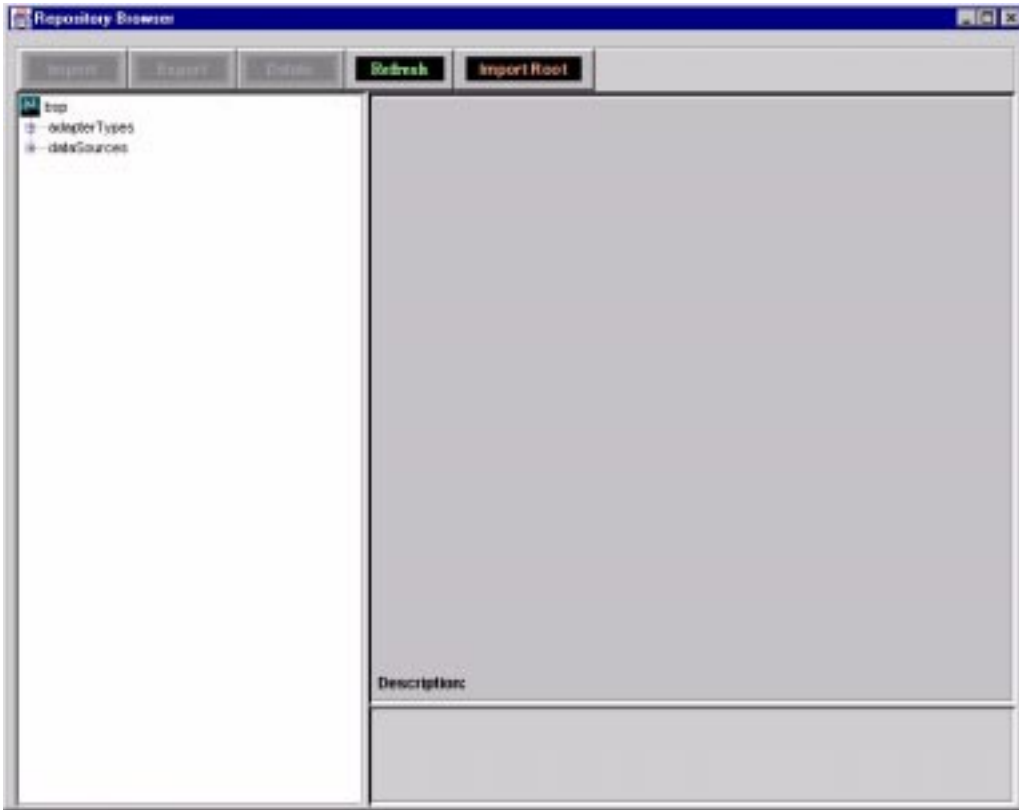 Repository Browser
Import Export Delete Refresh Import Root
top
adapterTypes
dataSources
Description: